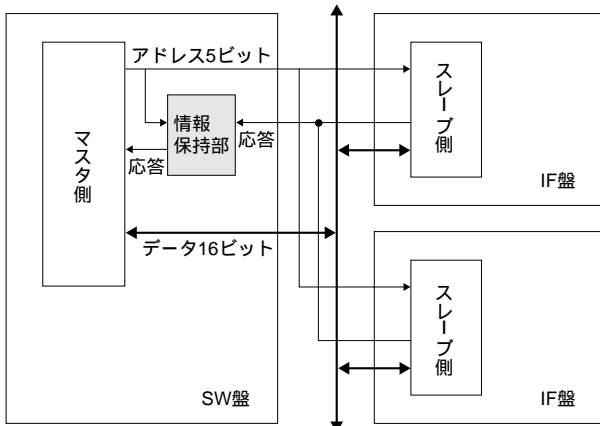 アドレス5ビット
マスタ側
情報
保持部
応答
応答
データ16ビット
SW盤
スレーブ側
IF盤
スレーブ側
IF盤